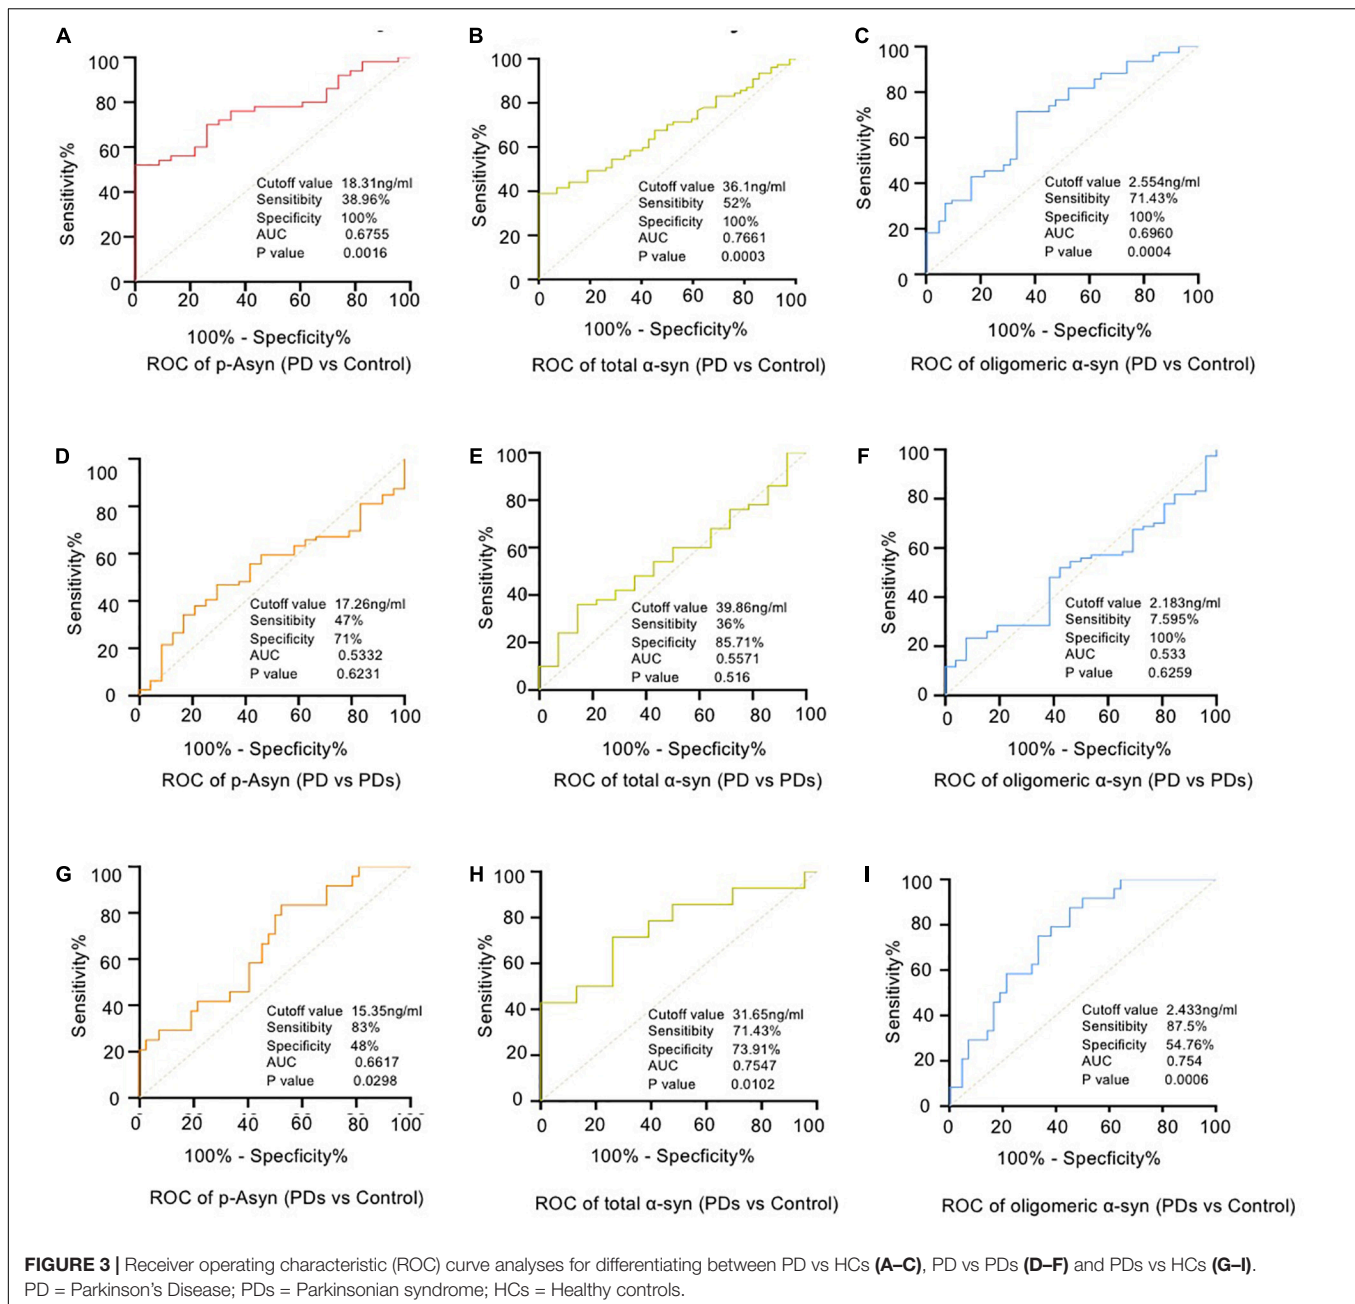 A
100
80
60
40
20
0
Sensitivity%
Cutoff value 18.31ng/ml
Sensitibity 38.96%
Specificity 100%
AUC 0.6755
P value 0.0016
0 20 40 60 80 100
100% - Specficity%
ROC of p-Asyn (PD vs Control)
B
100
80
60
40
20
0
Sensitivity%
Cutoff value 36.1ng/ml
Sensitibity 52%
Specificity 100%
AUC 0.7661
P value 0.0003
0 20 40 60 80 100
100% - Specficity%
ROC of total α-syn (PD vs Control)
C
100
80
60
40
20
0
Sensitivity%
Cutoff value 2.554ng/ml
Sensitibity 71.43%
Specificity 100%
AUC 0.6960
P value 0.0004
0 20 40 60 80 100
100% - Specficity%
ROC of oligomeric α-syn (PD vs Control)
D
100
80
60
40
20
0
Sensitivity%
Cutoff value 17.26ng/ml
Sensitibity 47%
Specificity 71%
AUC 0.5332
P value 0.6231
0 20 40 60 80 100
100% - Specficity%
ROC of p-Asyn (PD vs PDs)
E
100
80
60
40
20
0
Sensitivity%
Cutoff value 39.86ng/ml
Sensitibity 36%
Specificity 85.71%
AUC 0.5571
P value 0.516
0 20 40 60 80 100
100% - Specficity%
ROC of total α-syn (PD vs PDs)
F
100
80
60
40
20
0
Sensitivity%
Cutoff value 2.183ng/ml
Sensitibity 7.595%
Specificity 100%
AUC 0.533
P value 0.6259
0 20 40 60 80 100
100% - Specficity%
ROC of oligomeric α-syn (PD vs PDs)
G
100
80
60
40
20
0
Sensitivity%
Cutoff value 15.35ng/ml
Sensitibity 83%
Specificity 48%
AUC 0.6617
P value 0.0298
0 20 40 60 80 100
100% - Specficity%
ROC of p-Asyn (PDs vs Control)
H
100
80
60
40
20
0
Sensitivity%
Cutoff value 31.65ng/ml
Sensitibity 71.43%
Specificity 73.91%
AUC 0.7547
P value 0.0102
0 20 40 60 80 100
100% - Specficity%
ROC of total α-syn (PDs vs Control)
I
100
80
60
40
20
0
Sensitivity%
Cutoff value 2.433ng/ml
Sensitibity 87.5%
Specificity 54.76%
AUC 0.754
P value 0.0006
0 20 40 60 80 100
100% - Specficity%
ROC of oligomeric α-syn (PDs vs Control)
FIGURE 3 | Receiver operating characteristic (ROC) curve analyses for differentiating between PD vs HCs (A–C), PD vs PDs (D–F) and PDs vs HCs (G–I).
PD = Parkinson's Disease; PDs = Parkinsonian syndrome; HCs = Healthy controls.